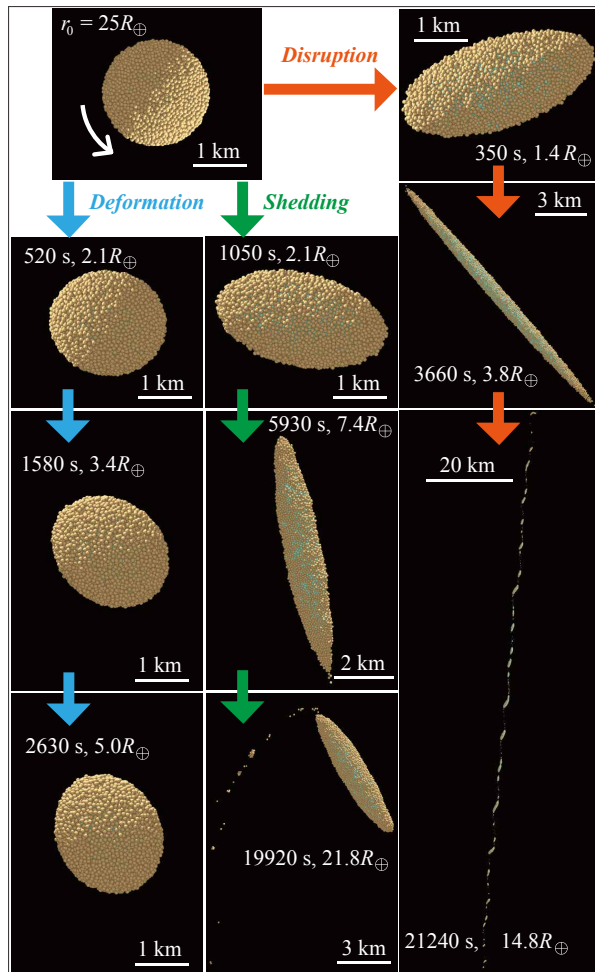 r₀ = 25R⊕
1 km
Disruption
1 km
350 s, 1.4R⊕
Deformation
Shedding
3 km
520 s, 2.1R⊕
1 km
1050 s, 2.1R⊕
1 km
3660 s, 3.8R⊕
1580 s, 3.4R⊕
1 km
5930 s, 7.4R⊕
2 km
20 km
2630 s, 5.0R⊕
1 km
19920 s, 21.8R⊕
3 km
21240 s, 14.8R⊕